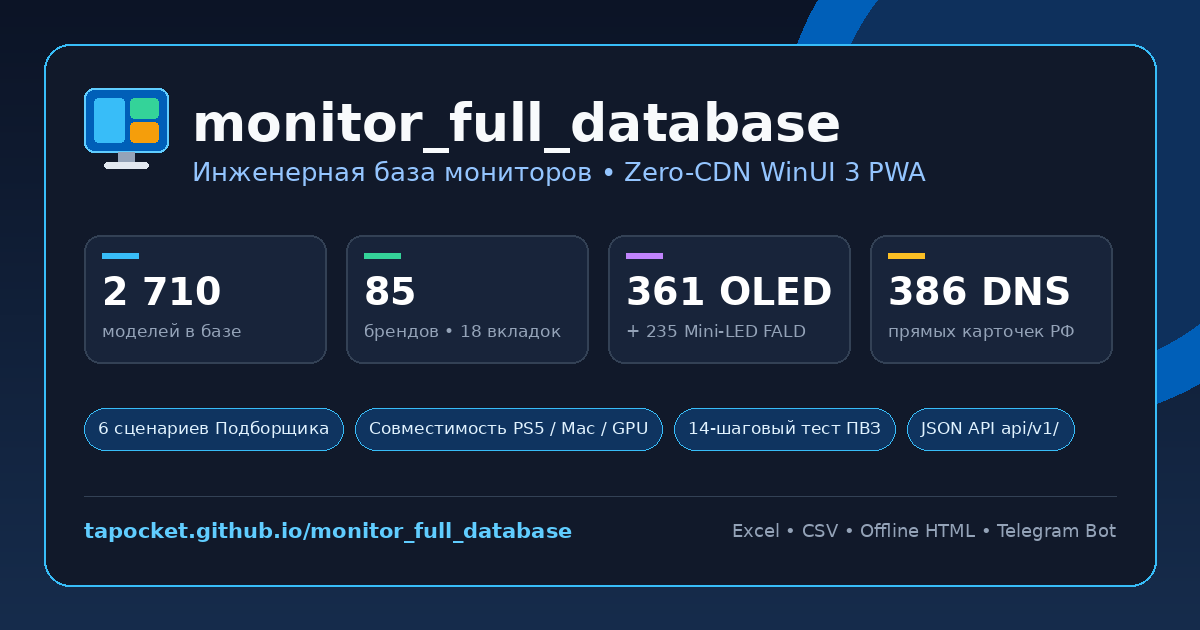 monitor_full_database
Инженерная база мониторов • Zero-CDN WinUI 3 PWA
2 710
моделей в базе
85
брендов • 18 вкладок
361 OLED
+ 235 Mini-LED FALD
386 DNS
прямых карточек РФ
6 сценариев Подборщика
Совместимость PS5 / Mac / GPU
14-шаговый тест ПВЗ
JSON API api/v1/
tapocket.github.io/monitor_full_database
Excel • CSV • Offline HTML • Telegram Bot